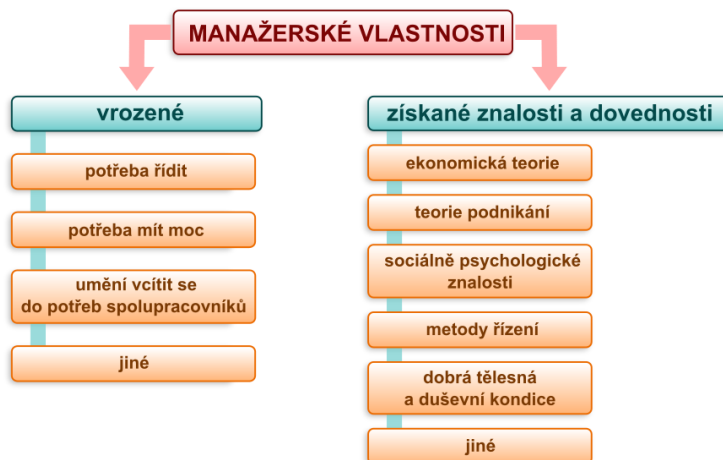 MANAŽERSKÉ VLASTNOSTI
vrozené
potřeba řídit
potřeba mít moc
umění vcítit se
do potřeb spolupracovníků
jiné
získané znalosti a dovednosti
ekonomická teorie
teorie podnikání
sociálně psychologické
znalosti
metody řízení
dobrá tělesná
a duševní kondice
jiné